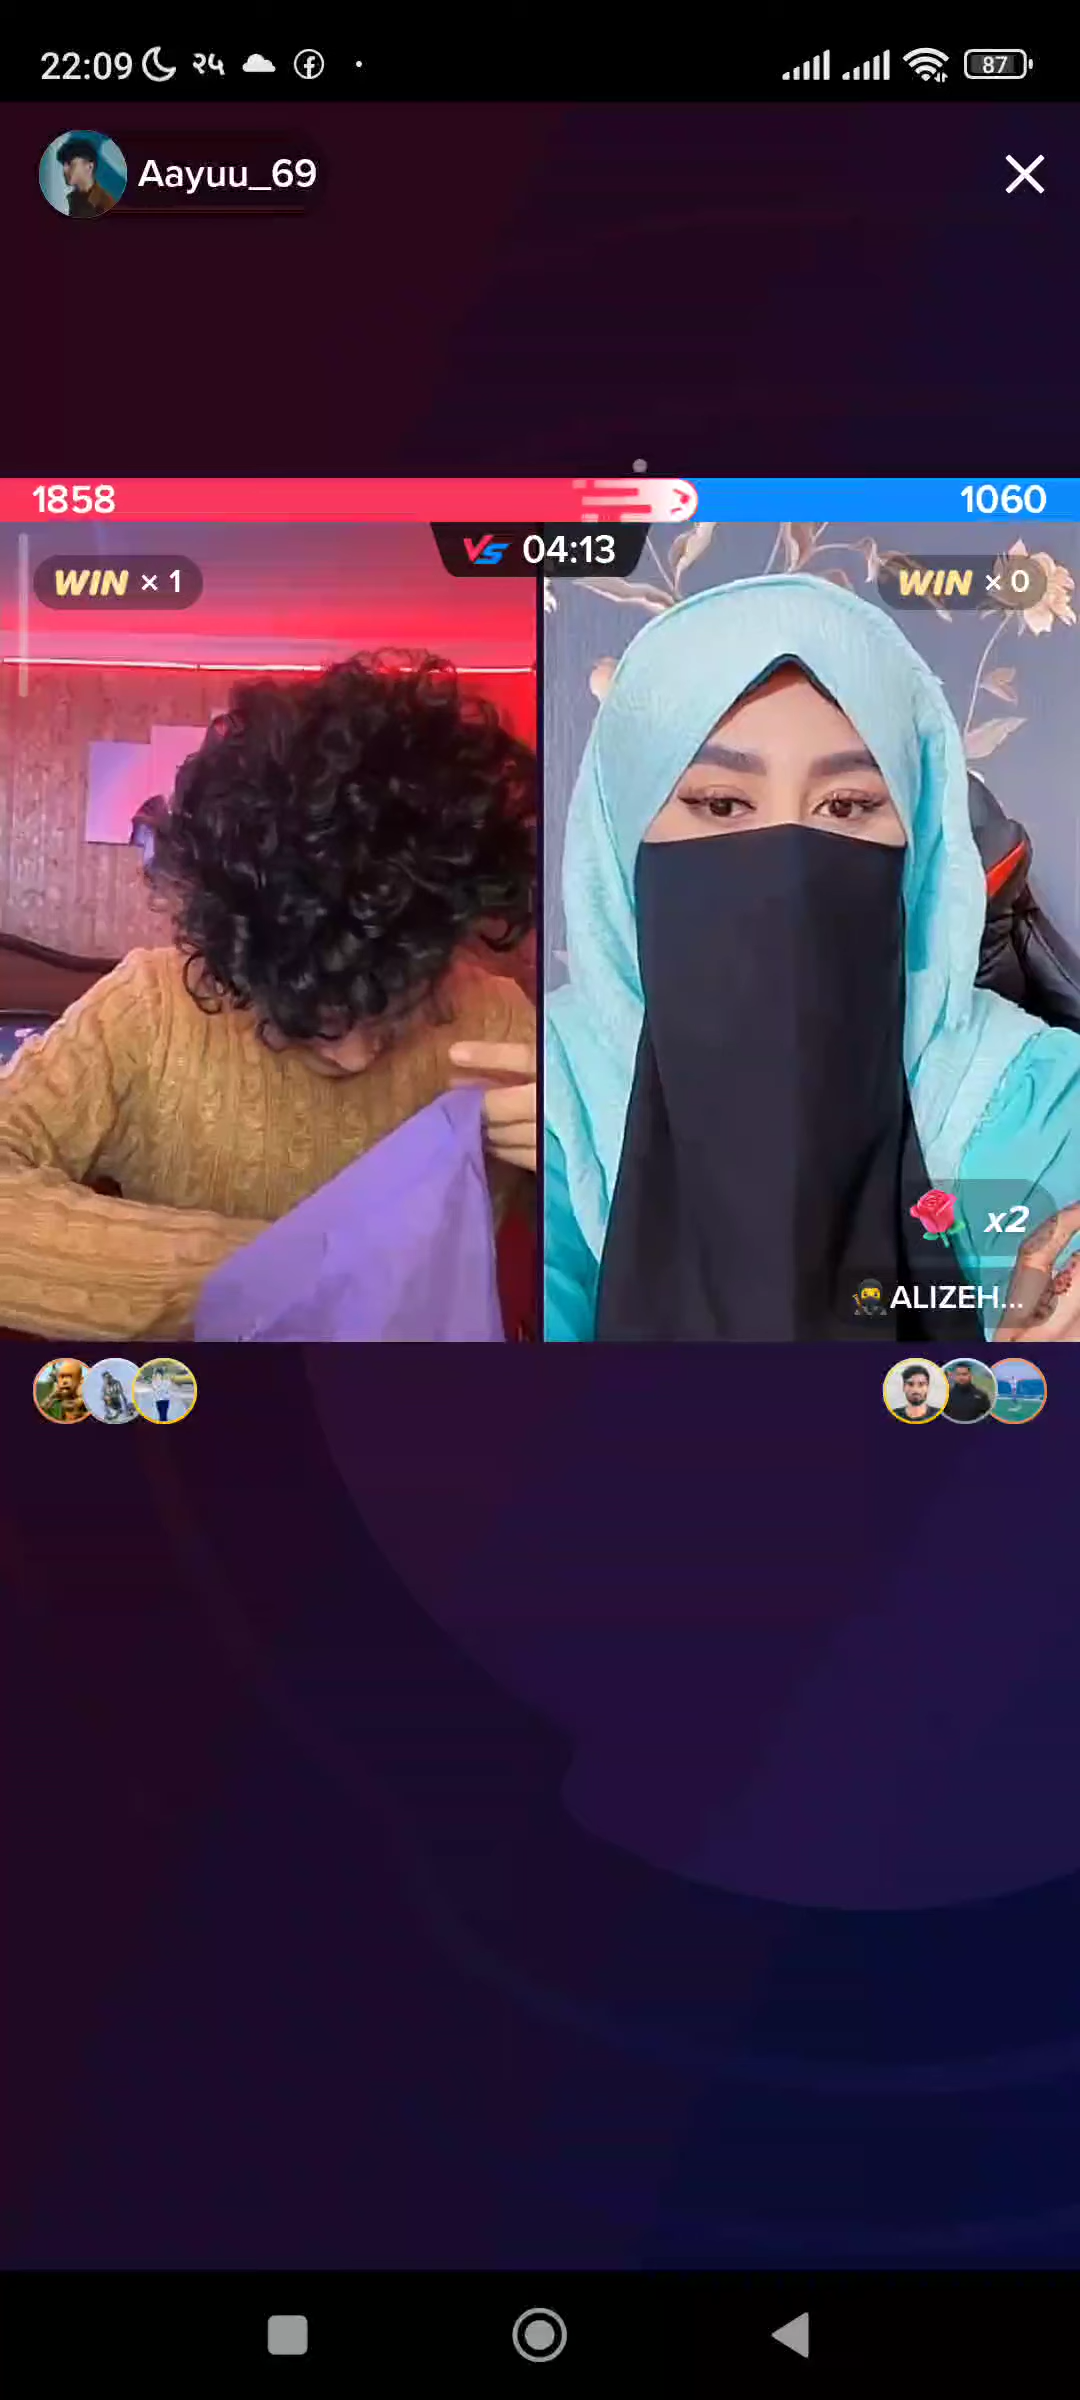 22:09 २५ 87
Aayuu_69
1858 1060
VS 04:13
WIN × 1 WIN × 0
x2
ALIZEH...